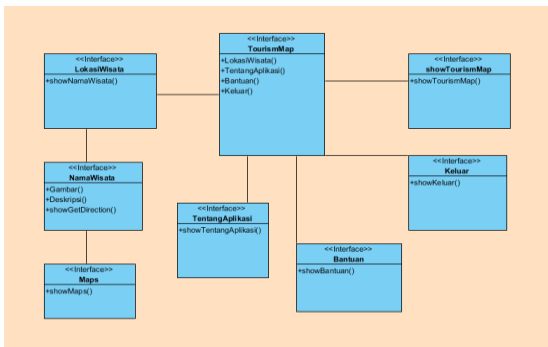 <<Interface>>
TourismMap
+LokasiWisata()
+TentangAplikasi()
+Bantuan()
+Keluar()
<<Interface>>
LokasiWisata
+showNamaWisata()
<<Interface>>
showTourismMap
+showTourismMap()
<<Interface>>
NamaWisata
+Gambar()
+Deskripsi()
+showGetDirection()
<<Interface>>
Keluar
+showKeluar()
<<Interface>>
TentangAplikasi
+showTentangAplikasi()
<<Interface>>
Bantuan
+showBantuan()
<<Interface>>
Maps
+showMaps()